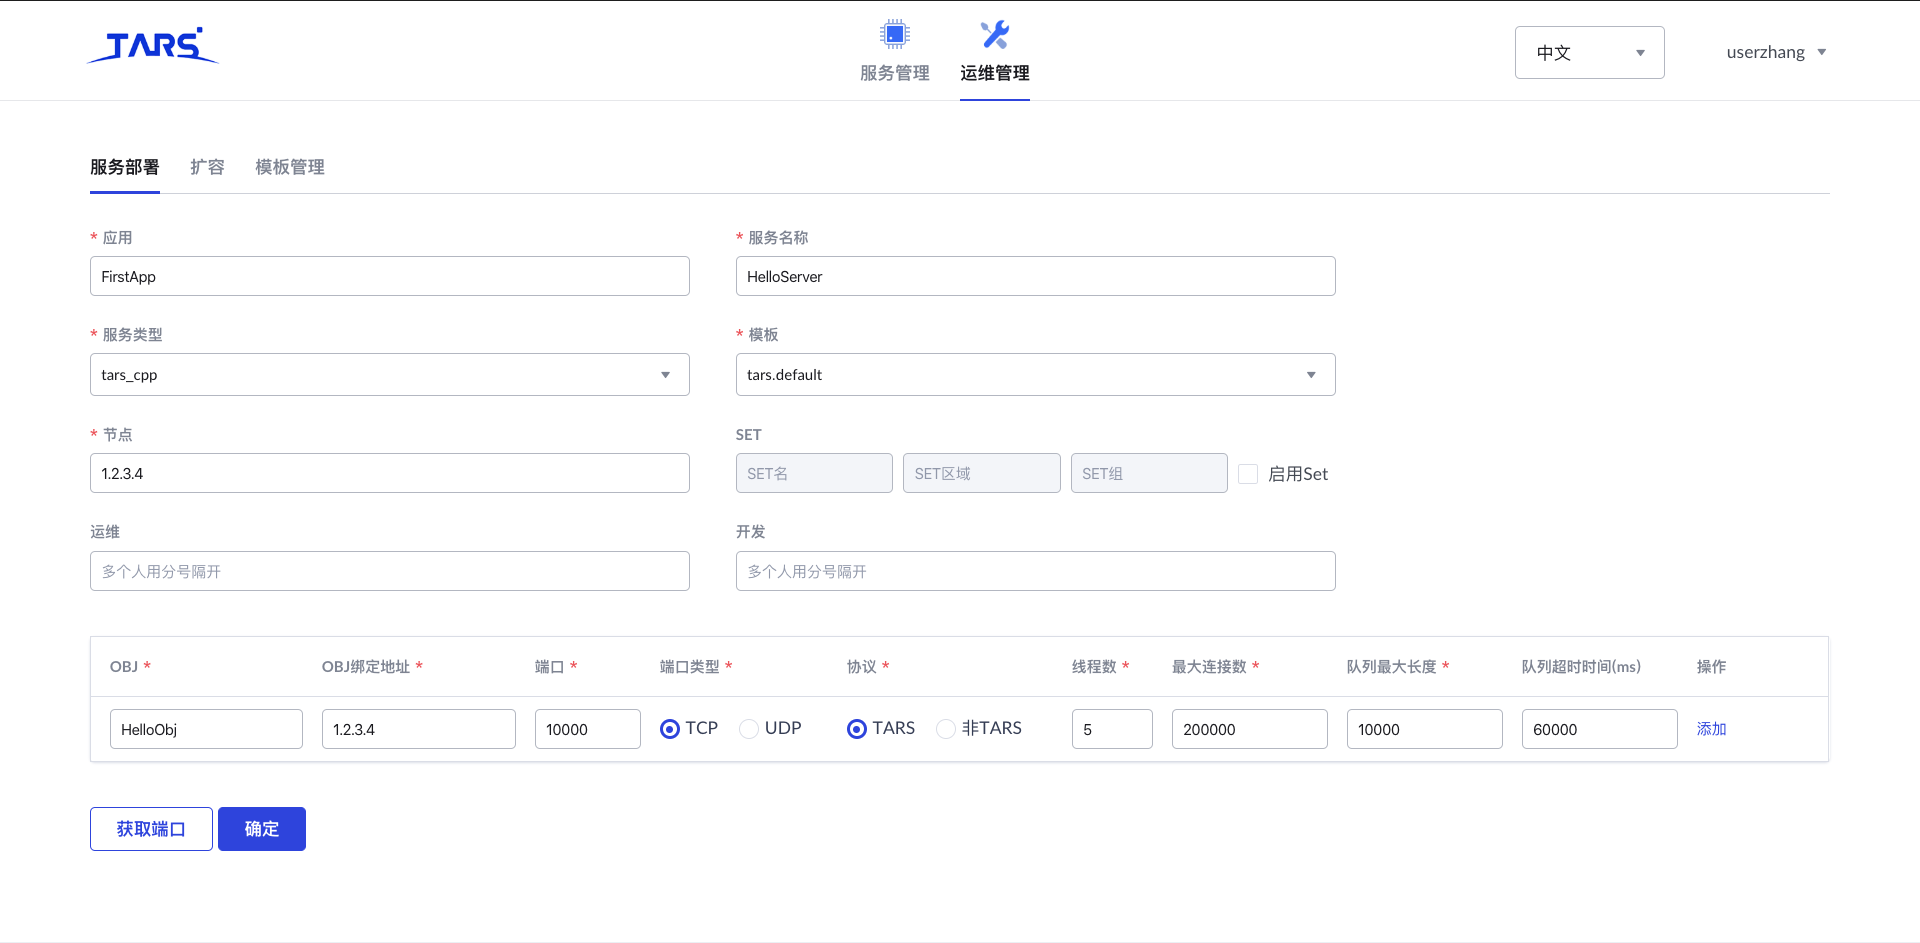 TARS
服务管理 运维管理 中文 userzhang
服务部署 扩容 模板管理
* 应用 * 服务名称
FirstApp HelloServer
* 服务类型 * 模板
tars_cpp tars.default
* 节点 SET
1.2.3.4 SET名 SET区域 SET组 启用Set
运维 开发
多个人用分号隔开 多个人用分号隔开
OBJ * OBJ绑定地址 * 端口 * 端口类型 * 协议 * 线程数 * 最大连接数 * 队列最大长度 * 队列超时时间(ms) 操作
HelloObj 1.2.3.4 10000 TCP UDP TARS 非TARS 5 200000 10000 60000 添加
获取端口 确定